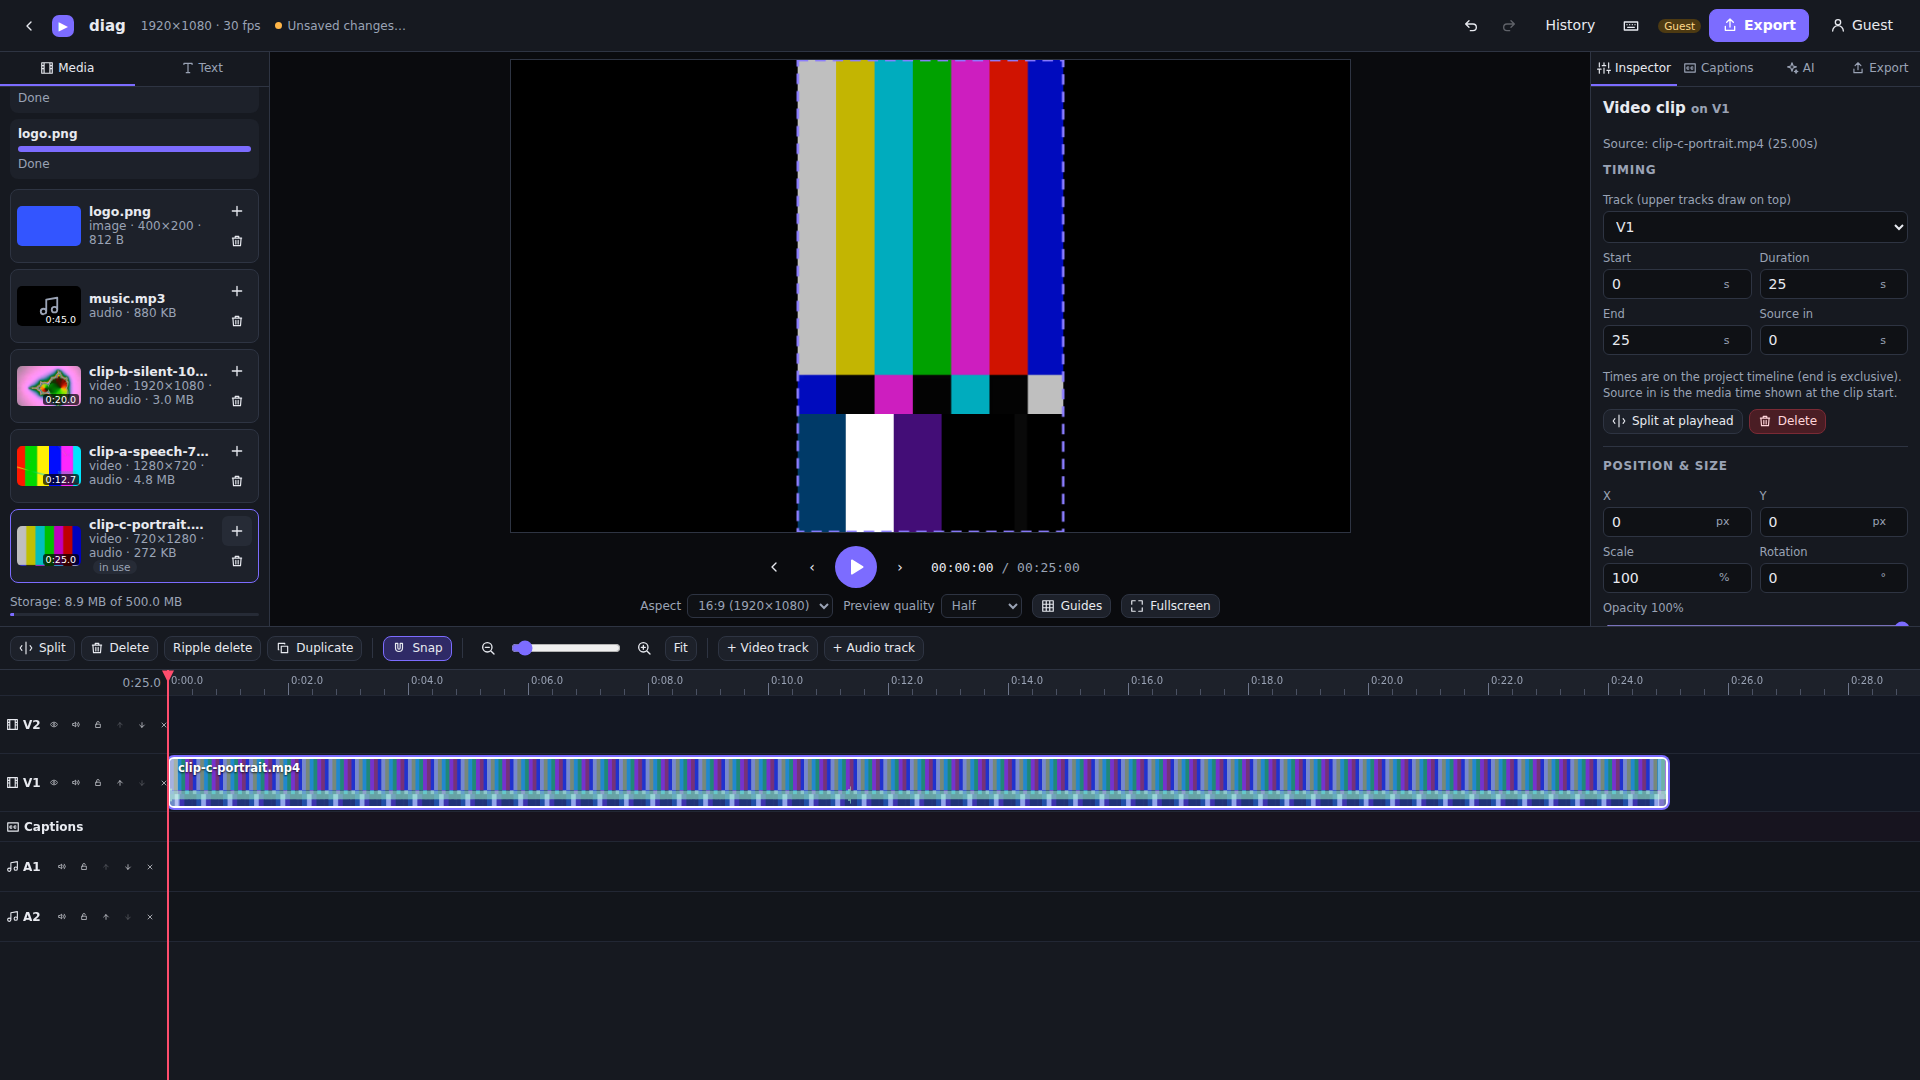 diag
1920×1080 · 30 fps
Unsaved changes…
History
Guest
Export
Guest
Media
Text
Done
logo.png
Done
logo.png
image · 400×200 ·
812 B
music.mp3
audio · 880 KB
0:45.0
clip-b-silent-10…
video · 1920×1080 ·
no audio · 3.0 MB
0:20.0
clip-a-speech-7…
video · 1280×720 ·
audio · 4.8 MB
0:12.7
clip-c-portrait.…
video · 720×1280 ·
audio · 272 KB
0:25.0
in use
Storage: 8.9 MB of 500.0 MB
00:00:00 / 00:25:00
Aspect
16:9 (1920×1080)
Preview quality
Half
Guides
Fullscreen
Inspector
Captions
AI
Export
Video clip on V1
Source: clip-c-portrait.mp4 (25.00s)
TIMING
Track (upper tracks draw on top)
V1
Start
Duration
0 s
25 s
End
Source in
25 s
0 s
Times are on the project timeline (end is exclusive).
Source in is the media time shown at the clip start.
Split at playhead
Delete
POSITION & SIZE
X
Y
0 px
0 px
Scale
Rotation
100 %
0 °
Opacity 100%
Split
Delete
Ripple delete
Duplicate
Snap
Fit
+ Video track
+ Audio track
0:25.0
0:00.0
0:02.0
0:04.0
0:06.0
0:08.0
0:10.0
0:12.0
0:14.0
0:16.0
0:18.0
0:20.0
0:22.0
0:24.0
0:26.0
0:28.0
V2
V1
clip-c-portrait.mp4
Captions
A1
A2